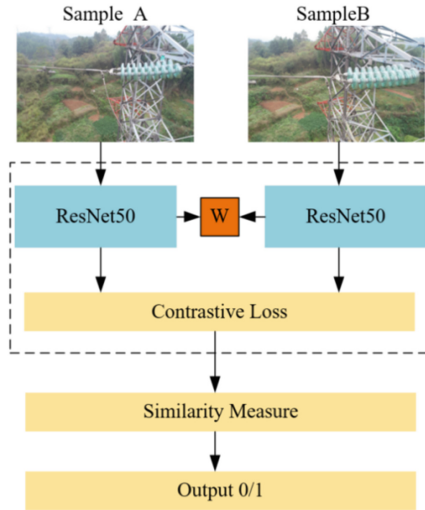 Sample A
SampleB
ResNet50
W
ResNet50
Contrastive Loss
Similarity Measure
Output 0/1